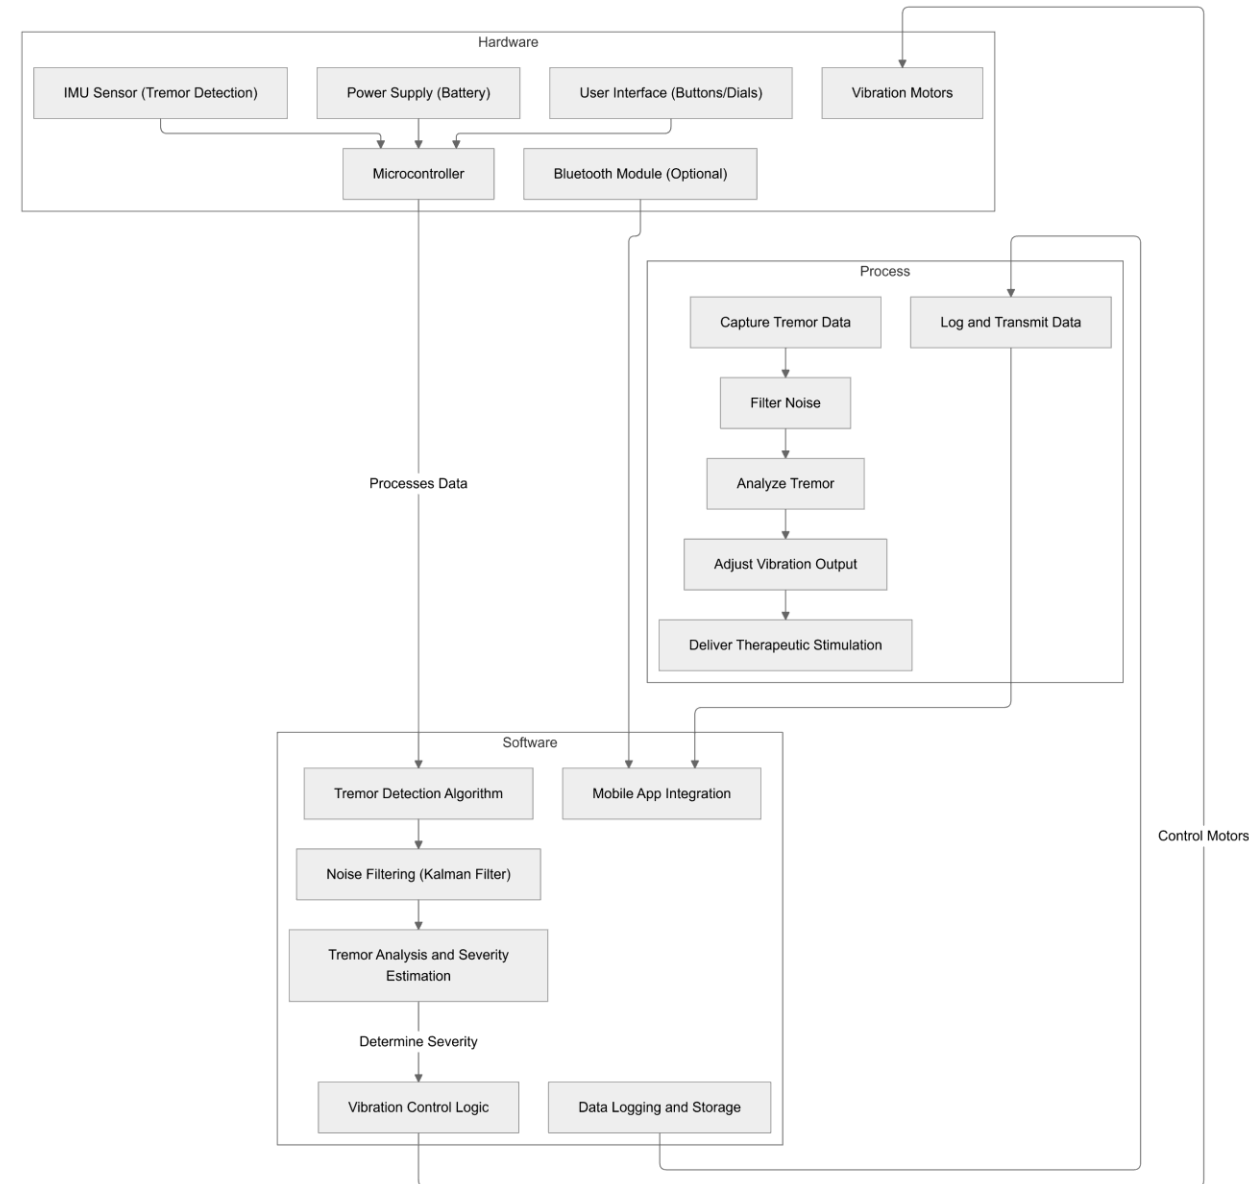 Hardware
IMU Sensor (Tremor Detection)
Power Supply (Battery)
User Interface (Buttons/Dials)
Vibration Motors
Microcontroller
Bluetooth Module (Optional)
Process
Capture Tremor Data
Log and Transmit Data
Filter Noise
Analyze Tremor
Processes Data
Adjust Vibration Output
Deliver Therapeutic Stimulation
Software
Tremor Detection Algorithm
Mobile App Integration
Control Motors
Noise Filtering (Kalman Filter)
Tremor Analysis and Severity
Estimation
Determine Severity
Vibration Control Logic
Data Logging and Storage